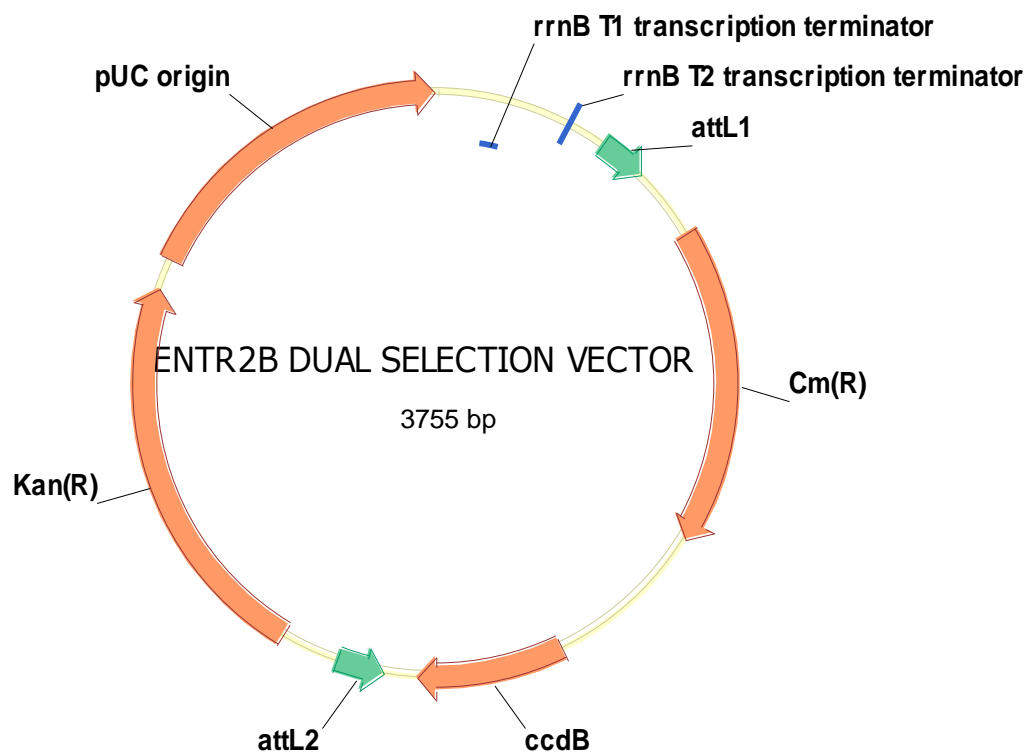 rrnB T1 transcription terminator
pUC origin
rrnB T2 transcription terminator
attL1
ENTR2B DUAL SELECTION VECTOR
3755 bp
Cm(R)
Kan(R)
attL2
ccdB